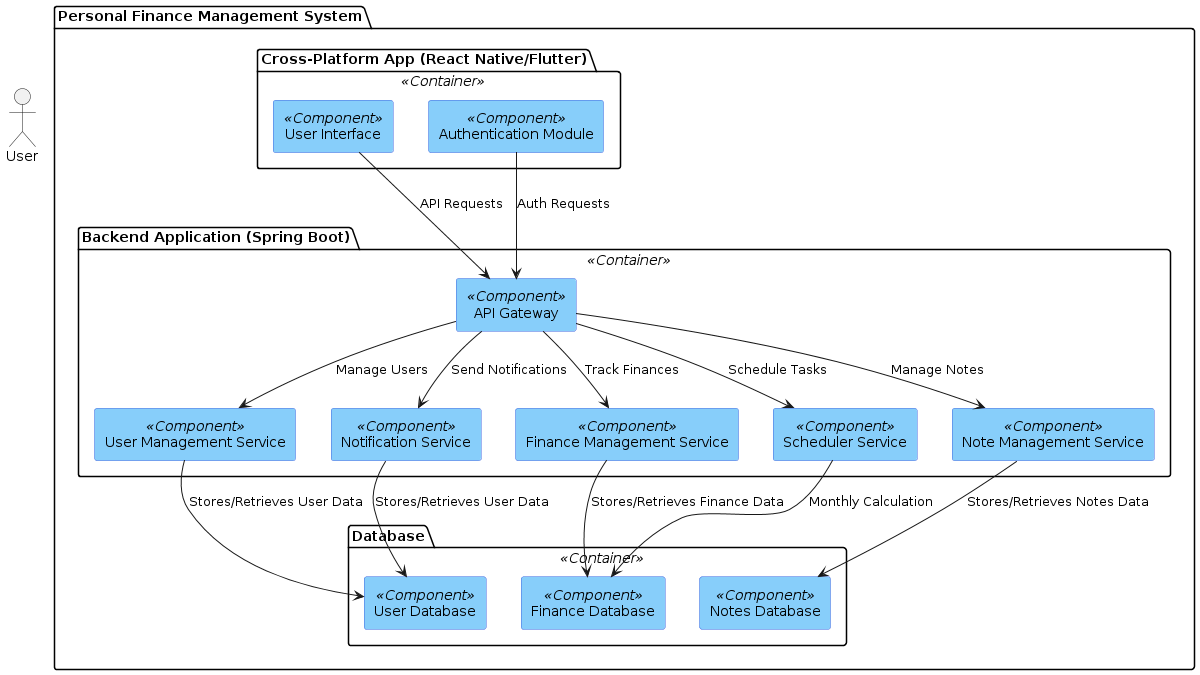 Personal Finance Management System
Cross-Platform App (React Native/Flutter)
«Container»
«Component»
User Interface
«Component»
Authentication Module
User
API Requests
Auth Requests
Backend Application (Spring Boot)
«Container»
«Component»
API Gateway
Manage Users
Send Notifications
Track Finances
Schedule Tasks
Manage Notes
«Component»
User Management Service
«Component»
Notification Service
«Component»
Finance Management Service
«Component»
Scheduler Service
«Component»
Note Management Service
Stores/Retrieves User Data
Stores/Retrieves User Data
Stores/Retrieves Finance Data
Monthly Calculation
Stores/Retrieves Notes Data
Database
«Container»
«Component»
User Database
«Component»
Finance Database
«Component»
Notes Database